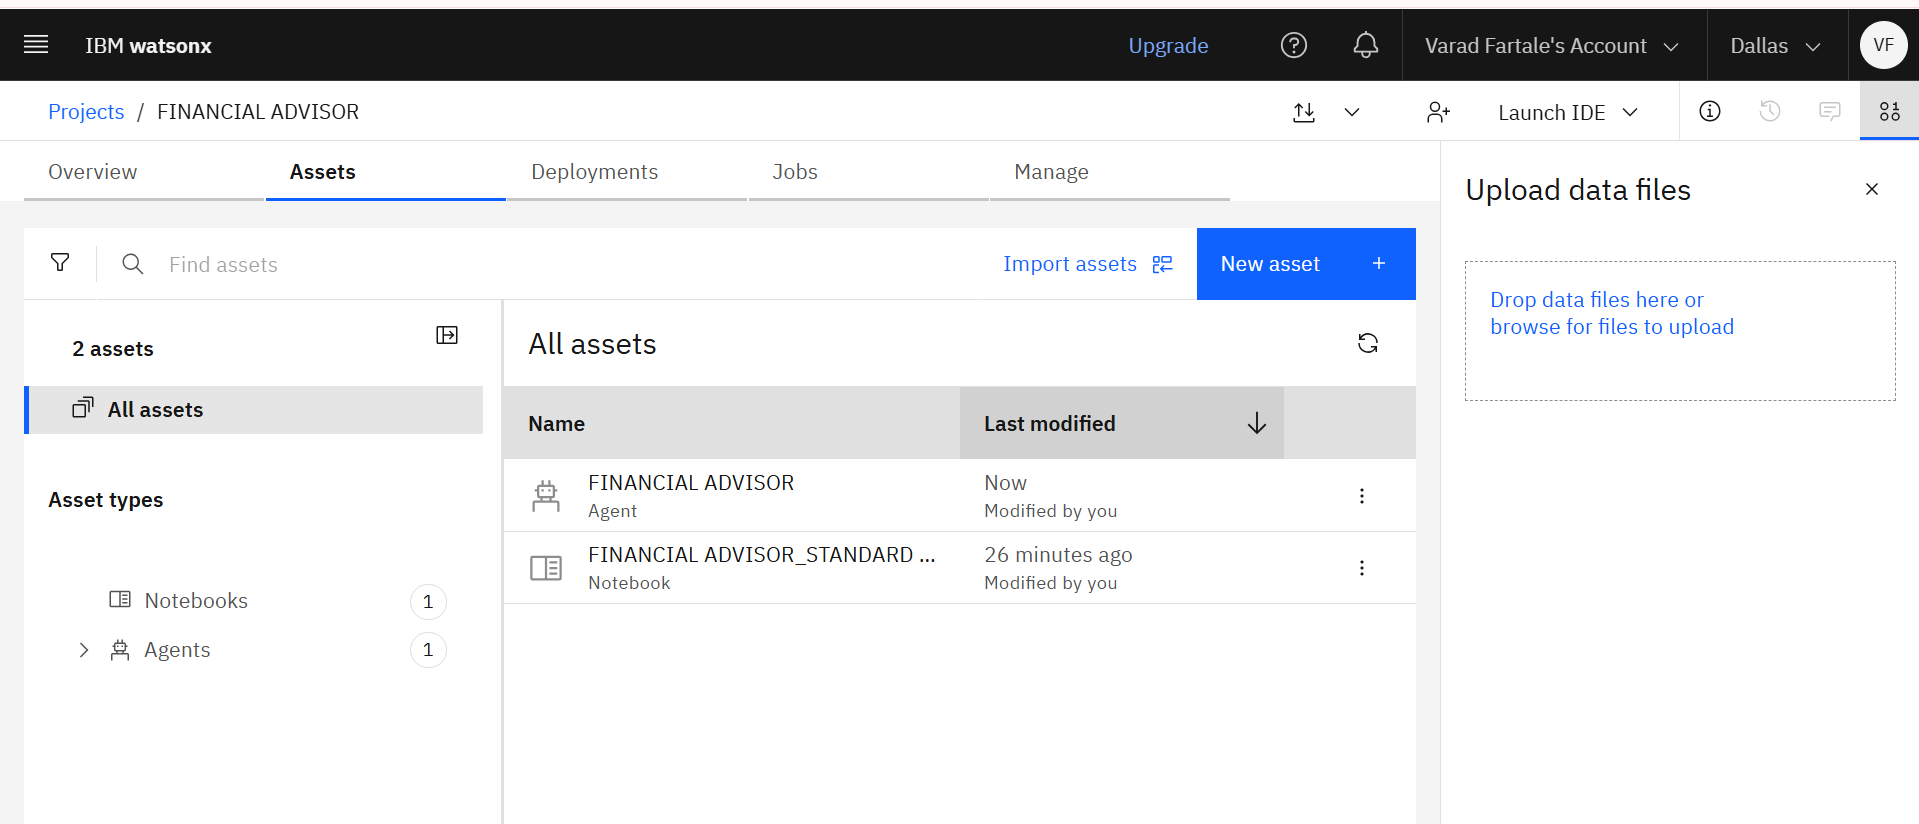 IBM watsonx
Upgrade
Varad Fartale's Account
Dallas
VF
Projects / FINANCIAL ADVISOR
Launch IDE
Overview
Assets
Deployments
Jobs
Manage
Upload data files
Drop data files here or
browse for files to upload
Find assets
Import assets
New asset +
2 assets
All assets
Asset types
Notebooks 1
Agents 1
All assets
Name
Last modified
FINANCIAL ADVISOR
Agent
Now
Modified by you
FINANCIAL ADVISOR_STANDARD ...
Notebook
26 minutes ago
Modified by you